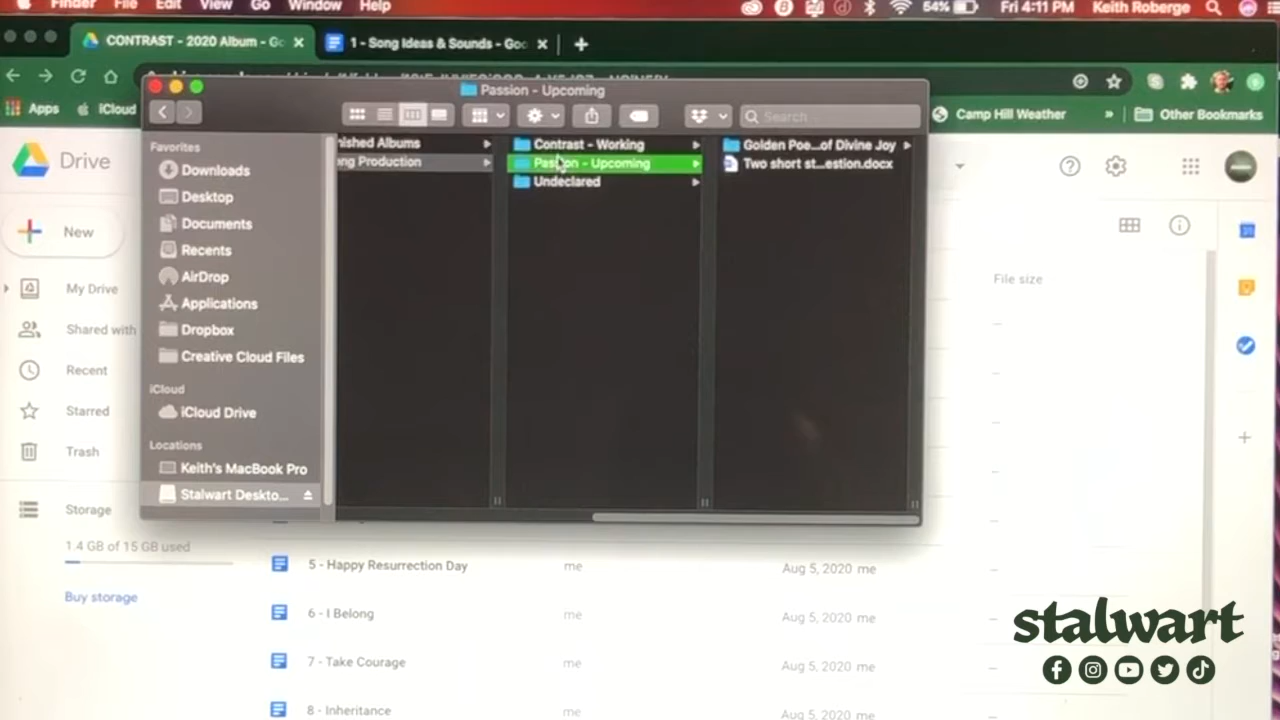 Finder File Edit View Go Window Help 54% Fri 4:11 PM Keith Roberge
CONTRAST - 2020 Album - Go
1 - Song Ideas & Sounds - Goo
Apps iCloud Camp Hill Weather » Other Bookmarks
Passion - Upcoming
Search
Drive
New
My Drive
Shared with
Recent
Starred
Trash
Storage
1.4 GB of 15 GB used
Buy storage
Favorites
Downloads
Desktop
Documents
Recents
AirDrop
Applications
Dropbox
Creative Cloud Files
iCloud
iCloud Drive
Locations
Keith's MacBook Pro
Stalwart Deskto...
nished Albums
ong Production
Contrast - Working
Passion - Upcoming
Undeclared
Golden Poe...of Divine Joy
Two short st...estion.docx
File size
5 - Happy Resurrection Day me Aug 5, 2020 me
6 - I Belong me Aug 5, 2020 me
7 - Take Courage me Aug 5, 2020 me
8 - Inheritance me Aug 5, 2020 me
stalwart